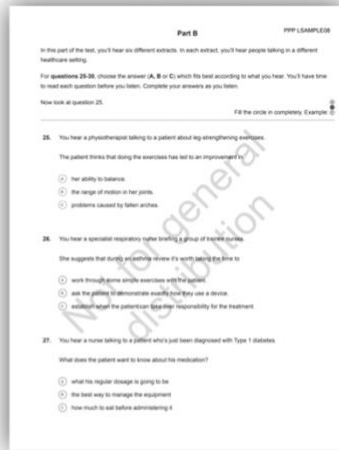 Part B
PPP LSAMPLE08
In this part of the test, you'll hear six different extracts. In each extract, you'll hear people talking in a different
healthcare setting.
For questions 25-30, choose the answer (A, B or C) which fits best according to what you hear. You'll have time
to read each question before you listen. Complete your answers as you listen.
Now look at question 25.
Fill the circle in completely. Example:
25. You hear a physiotherapist talking to a patient about leg-strengthening exercises.
The patient thinks that doing the exercises has led to an improvement in
A her ability to balance.
B the range of motion in her joints.
C problems caused by fallen arches.
26. You hear a specialist respiratory nurse briefing a group of trainee nurses.
She suggests that during an asthma review it's worth taking the time to
A work through some simple exercises with the patient.
B ask the patient to demonstrate exactly how they use a device.
C establish when the patient can take over responsibility for the treatment.
27. You hear a nurse talking to a patient who's just been diagnosed with Type 1 diabetes.
What does the patient want to know about his medication?
A what his regular dosage is going to be
B the best way to manage the equipment
C how much to eat before administering it
Not for general
distribution